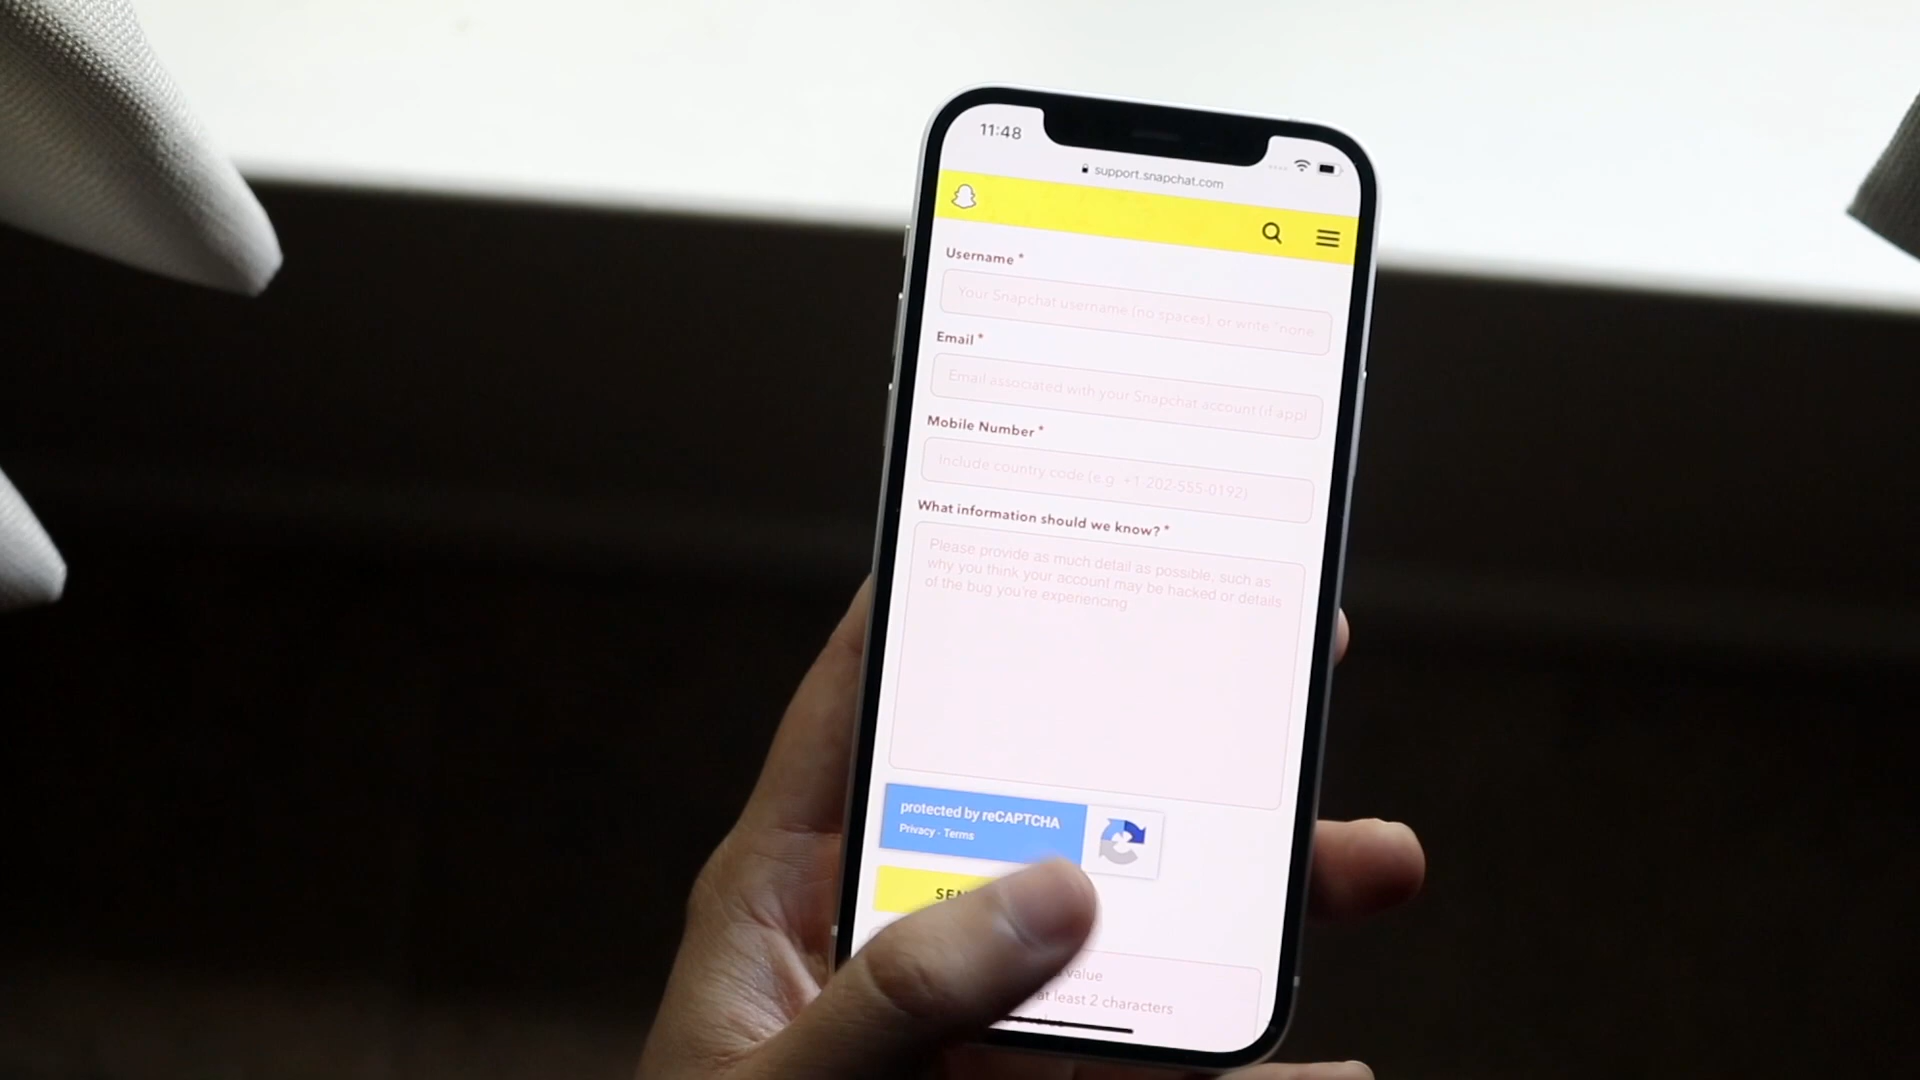 11:48
support.snapchat.com
Username *
Your Snapchat username (no spaces), or write "none
Email *
Email associated with your Snapchat account (if appl
Mobile Number *
Include country code (e.g. +1 202-555-0192)
What information should we know? *
Please provide as much detail as possible, such as
why you think your account may be hacked or details
of the bug you're experiencing.
protected by reCAPTCHA
Privacy - Terms
SEN
value
at least 2 characters
value